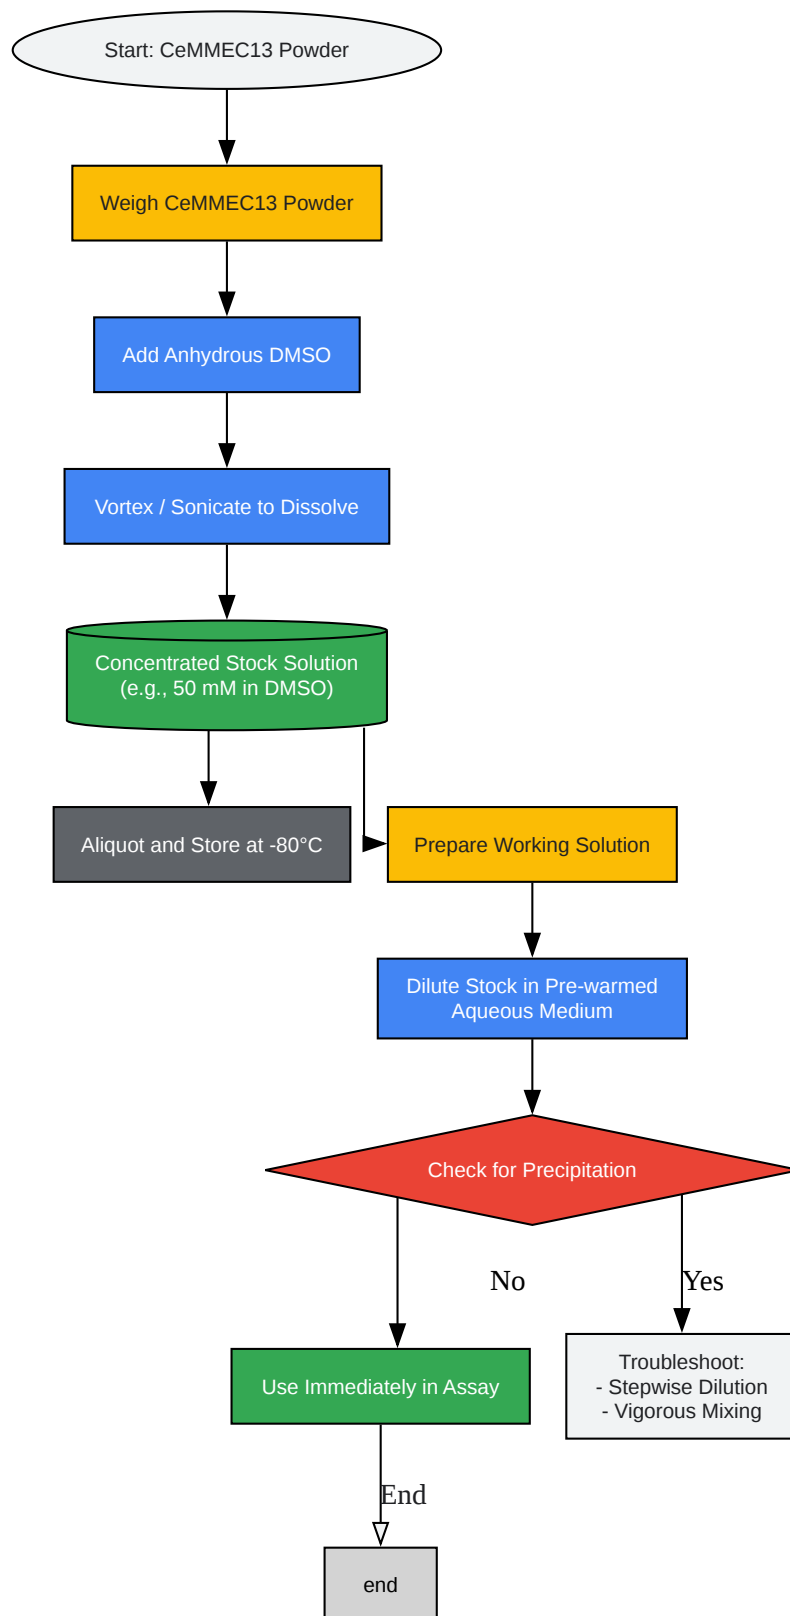 Start: CeMMEC13 Powder
Weigh CeMMEC13 Powder
Add Anhydrous DMSO
Vortex / Sonicate to Dissolve
Concentrated Stock Solution
(e.g., 50 mM in DMSO)
Aliquot and Store at -80°C
Prepare Working Solution
Dilute Stock in Pre-warmed
Aqueous Medium
Check for Precipitation
No
Yes
Use Immediately in Assay
Troubleshoot:
- Stepwise Dilution
- Vigorous Mixing
End
end